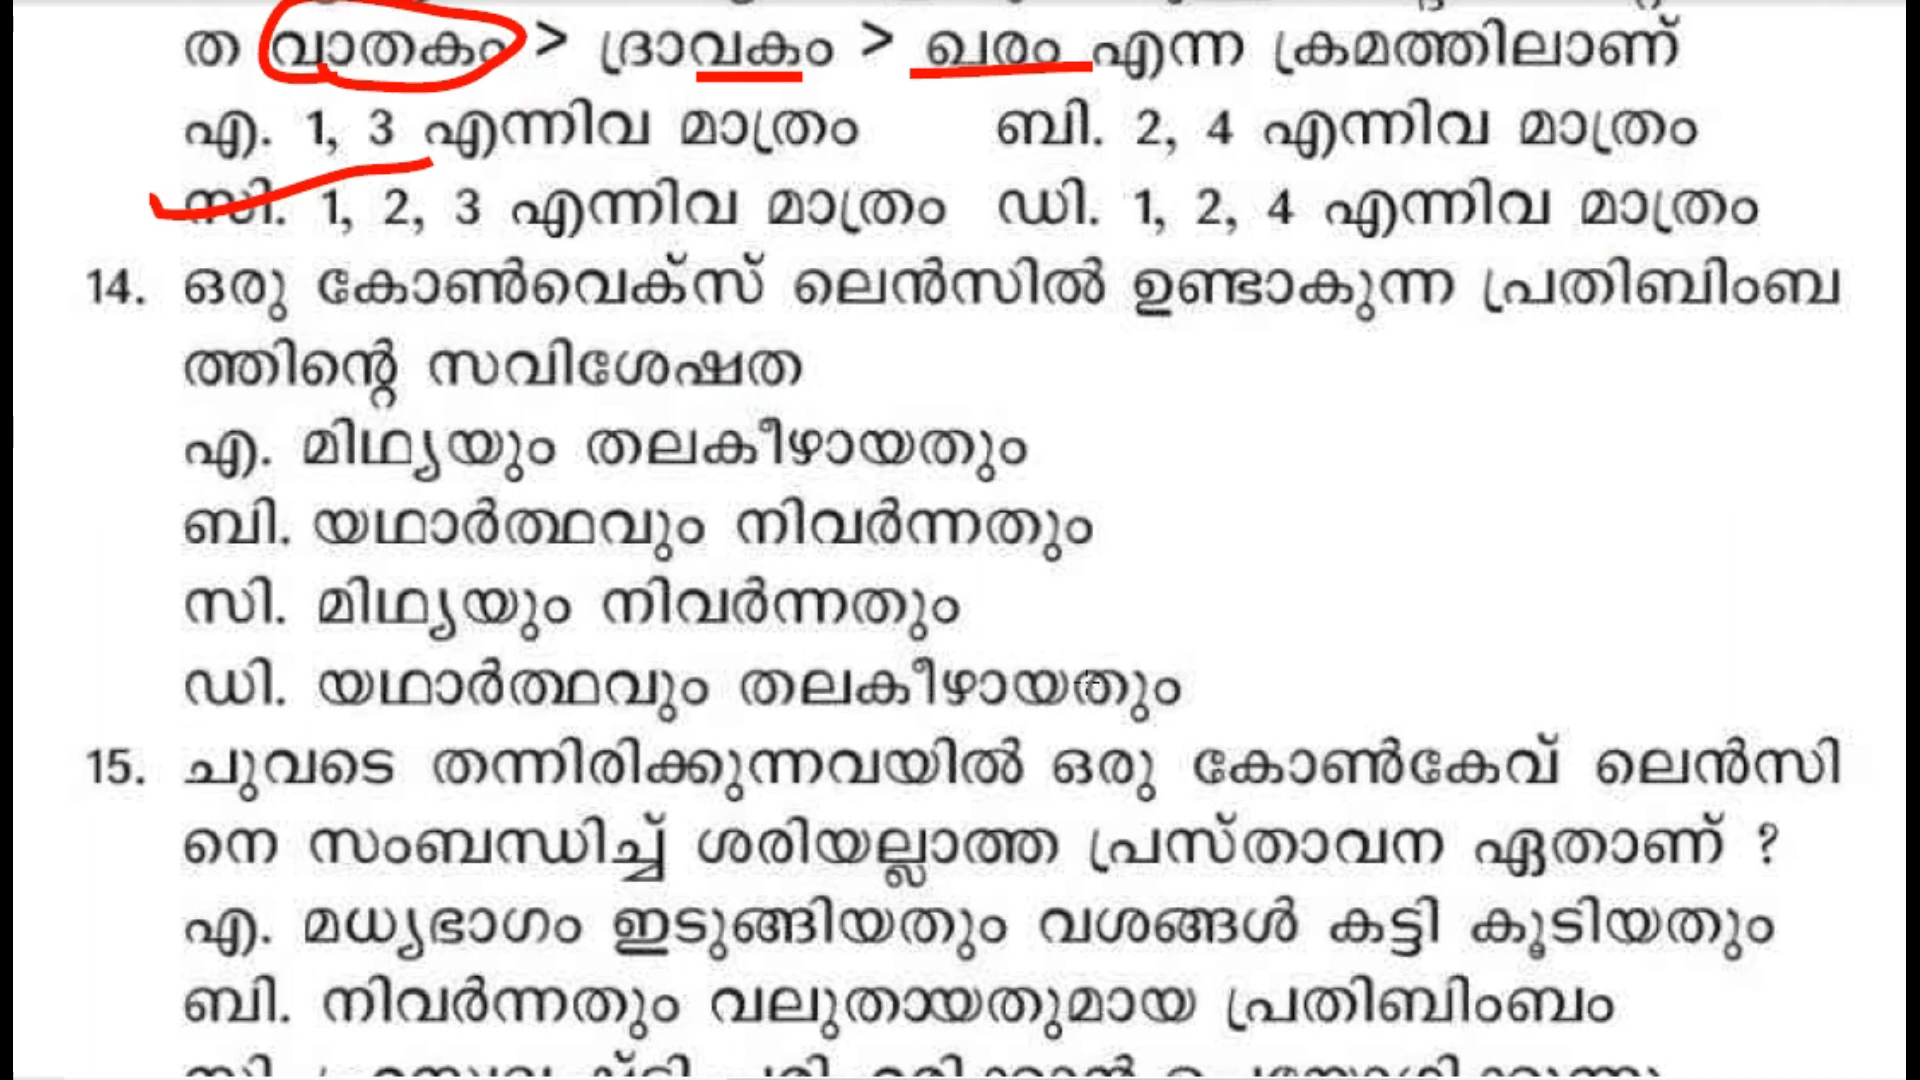 ത വാതകം > ദ്രാവകം > ഖരം എന്ന ക്രമത്തിലാണ്
എ. 1, 3 എന്നിവ മാത്രം ബി. 2, 4 എന്നിവ മാത്രം
സി. 1, 2, 3 എന്നിവ മാത്രം ഡി. 1, 2, 4 എന്നിവ മാത്രം
14. ഒരു കോൺവെക്സ് ലെൻസിൽ ഉണ്ടാകുന്ന പ്രതിബിംബ
ത്തിന്റെ സവിശേഷത
എ. മിഥ്യയും തലകീഴായതും
ബി. യഥാർത്ഥവും നിവർന്നതും
സി. മിഥ്യയും നിവർന്നതും
ഡി. യഥാർത്ഥവും തലകീഴായതും
15. ചുവടെ തന്നിരിക്കുന്നവയിൽ ഒരു കോൺകേവ് ലെൻസി
നെ സംബന്ധിച്ച് ശരിയല്ലാത്ത പ്രസ്താവന ഏതാണ് ?
എ. മധ്യഭാഗം ഇടുങ്ങിയതും വശങ്ങൾ കട്ടി കൂടിയതും
ബി. നിവർന്നതും വലുതായതുമായ പ്രതിബിംബം